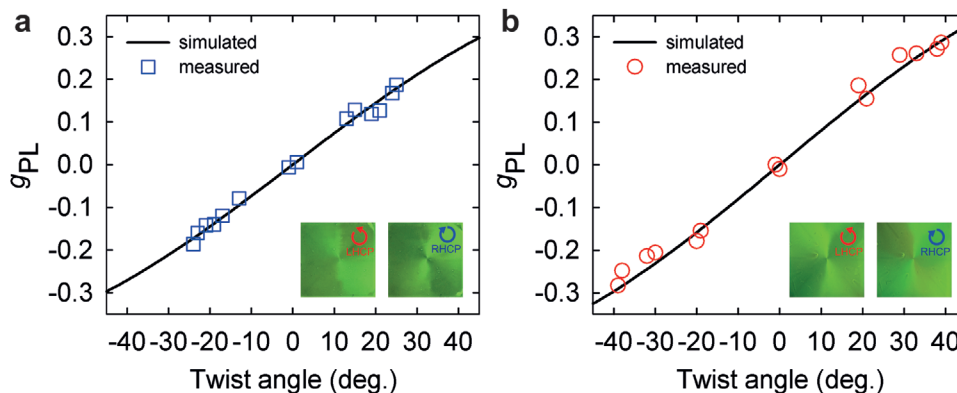 a
simulated
measured
0.3
0.2
0.1
0.0
-0.1
-0.2
-0.3
gPL
LHCP
RHCP
-40 -30 -20 -10 0 10 20 30 40
Twist angle (deg.)
b
simulated
measured
0.3
0.2
0.1
0.0
-0.1
-0.2
-0.3
gPL
LHCP
RHCP
-40 -30 -20 -10 0 10 20 30 40
Twist angle (deg.)